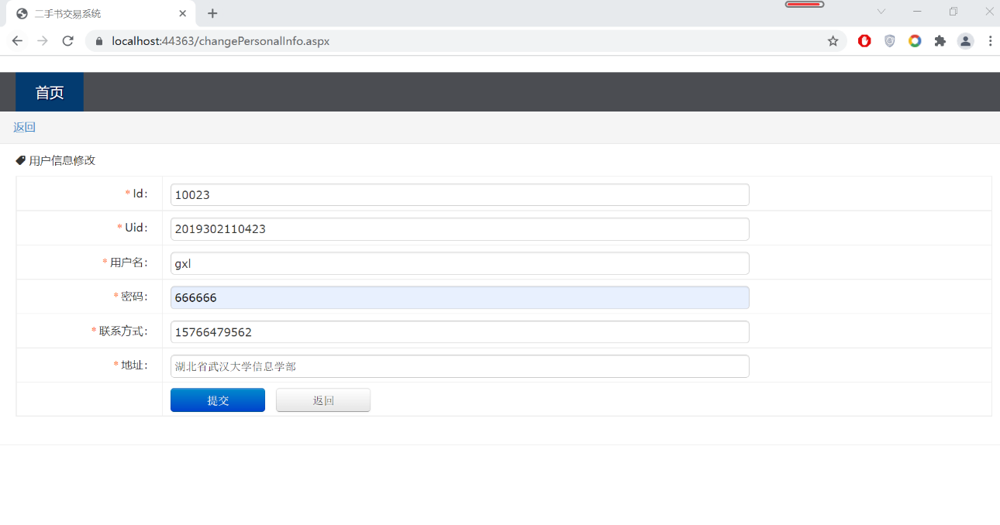 二手书交易系统
localhost:44363/changePersonalInfo.aspx
首页
返回
用户信息修改
* Id: 10023
* Uid: 2019302110423
* 用户名: gxl
* 密码: 666666
* 联系方式: 15766479562
* 地址: 湖北省武汉大学信息学部
提交 返回